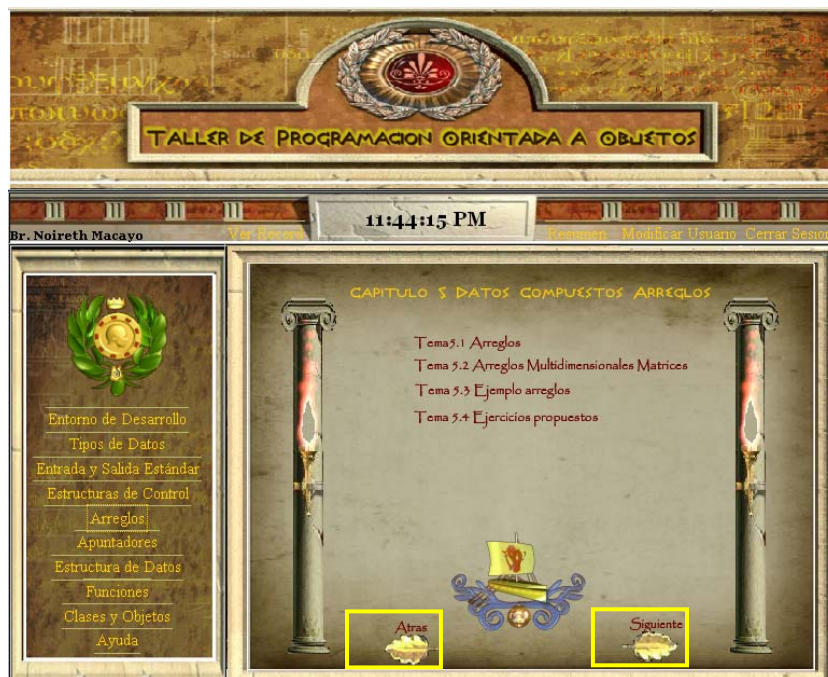 TALLER DE PROGRAMACION ORIENTADA A OBJETOS
11:44:15 PM
Br. Noireth Macayo
Ver Record
Resumen Modificar Usuario Cerrar Sesion
CAPITULO 5 DATOS COMPUESTOS ARREGLOS
Tema5.1 Arreglos
Tema 5.2 Arreglos Multidimensionales Matrices
Tema 5.3 Ejemplo arreglos
Tema 5.4 Ejercicios propuestos
Entorno de Desarrollo
Tipos de Datos
Entrada y Salida Estándar
Estructuras de Control
Arreglos
Apuntadores
Estructura de Datos
Funciones
Clases y Objetos
Ayuda
Atras
Siguiente